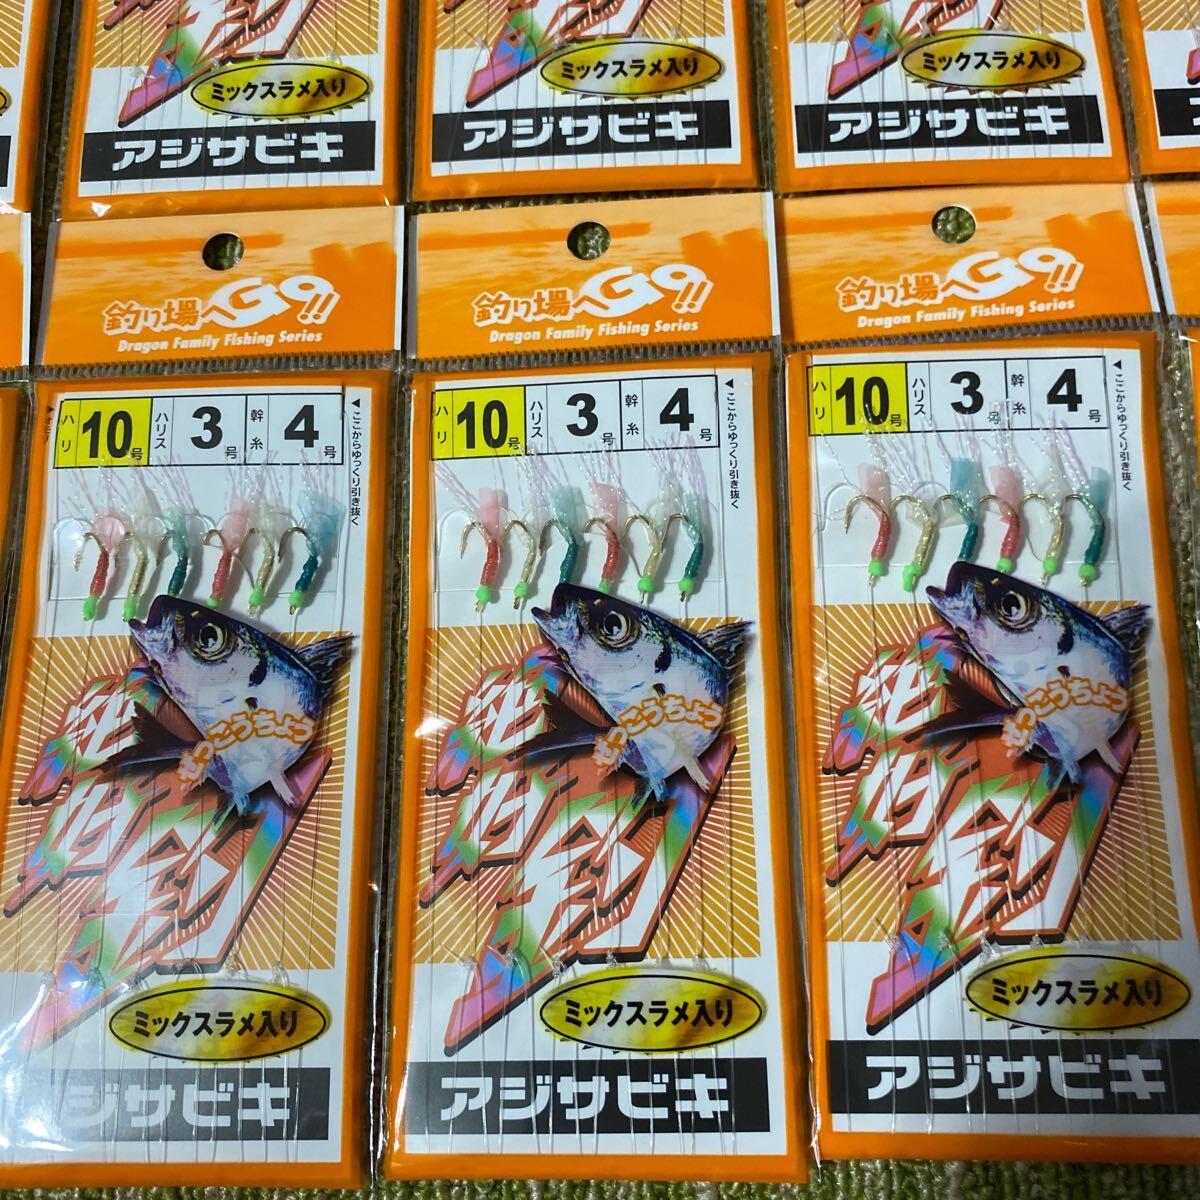 ミックスラメ入り
アジサビキ
ミックスラメ入り
アジサビキ
ミックスラメ入り
アジサビキ
釣り場へGO!!
Dragon Family Fishing Series
ハリ 10号 ハリス 3号 幹糸 4号
◀ここからゆっくり引き抜く
ぜっこうちょう
ミックスラメ入り
ジサビキ
釣り場へGO!!
Dragon Family Fishing Series
ハリ 10号 ハリス 3号 幹糸 4号
◀ここからゆっくり引き抜く
ぜっこうちょう
ミックスラメ入り
アジサビキ
釣り場へGO!!
Dragon Family Fishing Series
ハリ 10号 ハリス 3号 幹糸 4号
◀ここからゆっくり引き抜く
ぜっこうちょう
ミックスラメ入り
アジサビキ